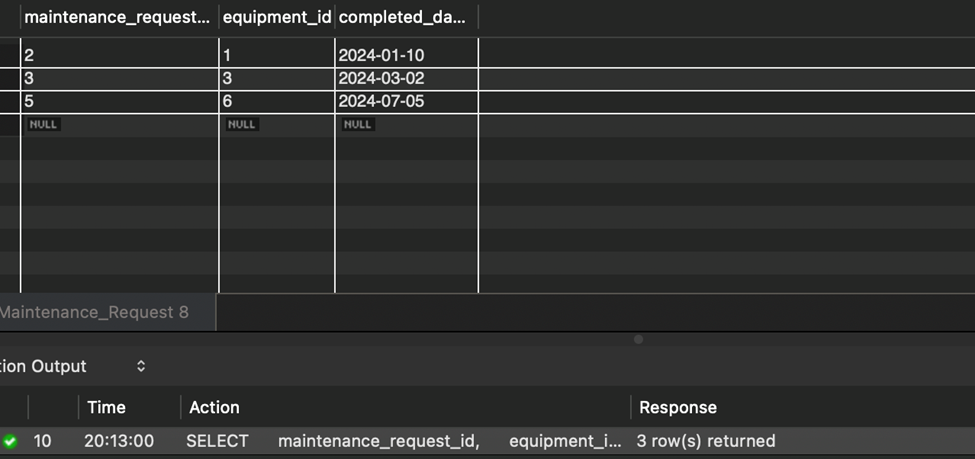 maintenance_request... equipment_id completed_da...
2 1 2024-01-10
3 3 2024-03-02
5 6 2024-07-05
NULL NULL NULL
Maintenance_Request 8
tion Output
Time Action Response
10 20:13:00 SELECT maintenance_request_id, equipment_i... 3 row(s) returned